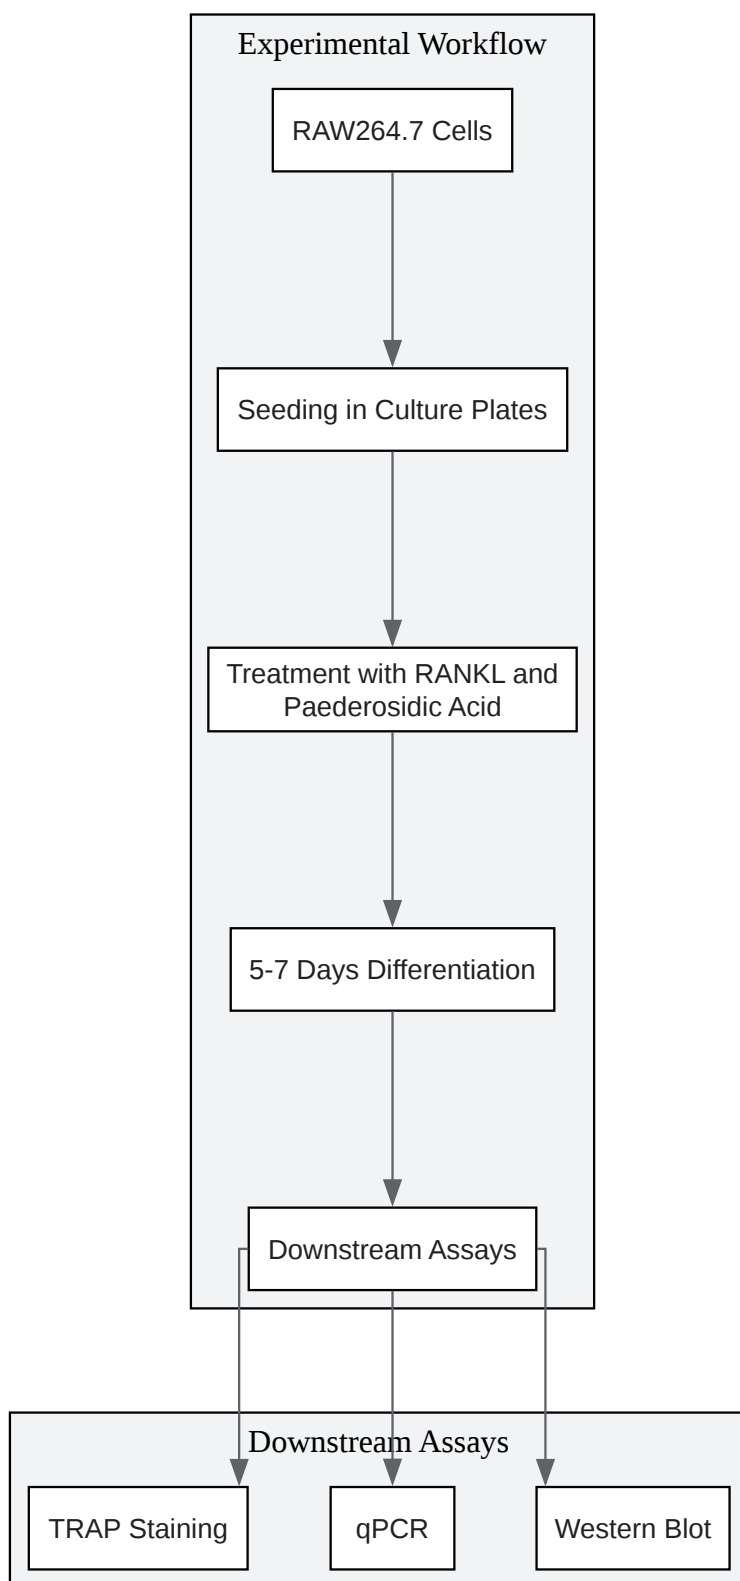 Experimental Workflow
RAW264.7 Cells
Seeding in Culture Plates
Treatment with RANKL and
Paederosidic Acid
5-7 Days Differentiation
Downstream Assays
Downstream Assays
TRAP Staining
qPCR
Western Blot